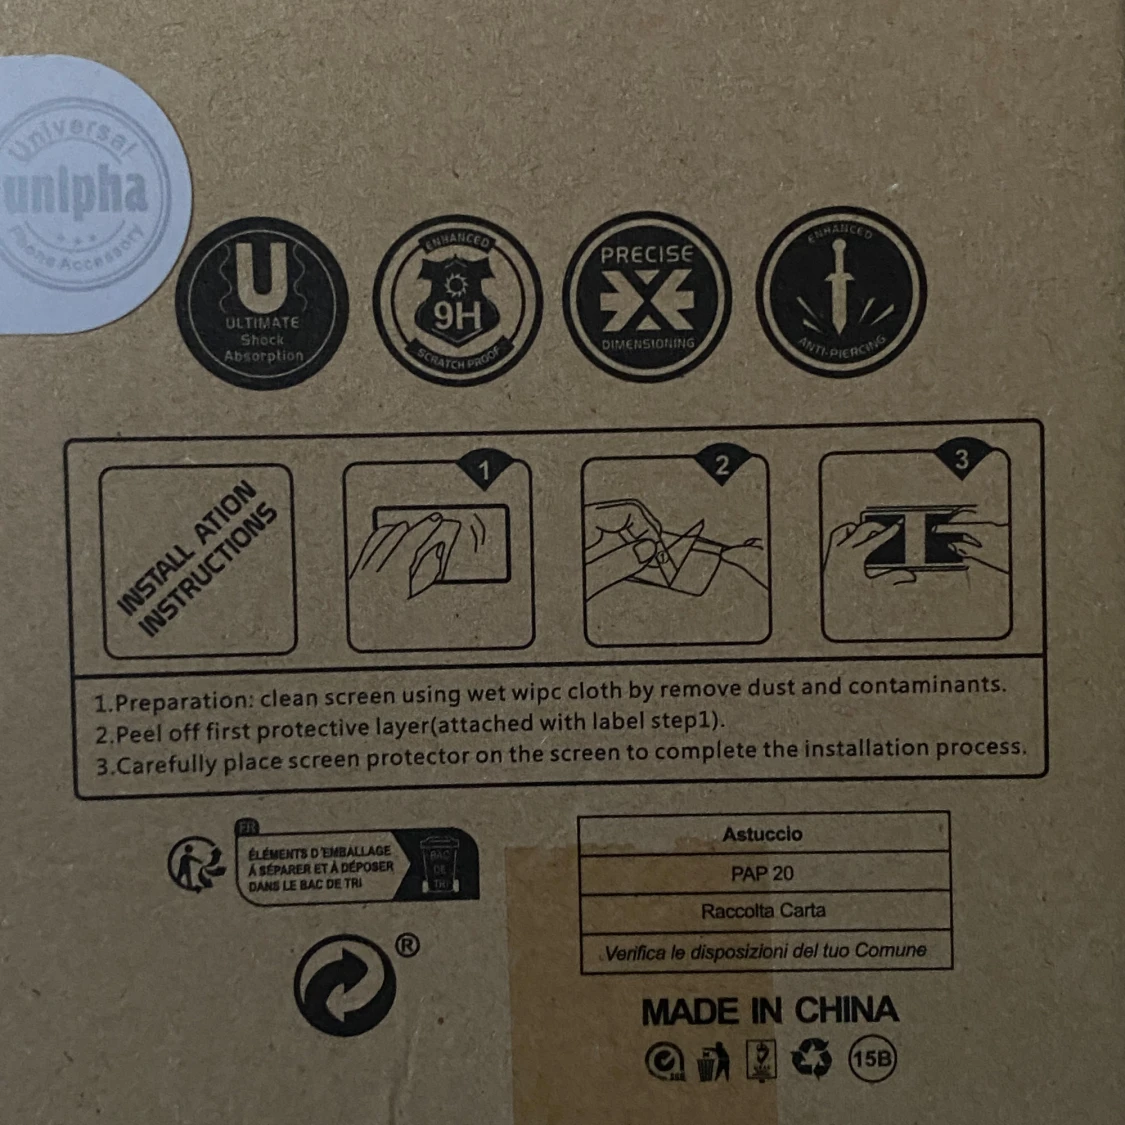 Universal
unipha
Phone Accessory
U
ULTIMATE
Shock
Absorption
ENHANCED
9H
SCRATCH PROOF
PRECISE
DIMENSIONING
ENHANCED
ANTI-PIERCING
INSTALL ATION
INSTRUCTIONS
1
2
1
3
1.Preparation: clean screen using wet wipc cloth by remove dust and contaminants.
2.Peel off first protective layer(attached with label step1).
3.Carefully place screen protector on the screen to complete the installation process.
FR
ÉLÉMENTS D'EMBALLAGE
À SÉPARER ET À DÉPOSER
DANS LE BAC DE TRI
BAC
DE
TRI
®
Astuccio
PAP 20
Raccolta Carta
Verifica le disposizioni del tuo Comune
MADE IN CHINA
15B